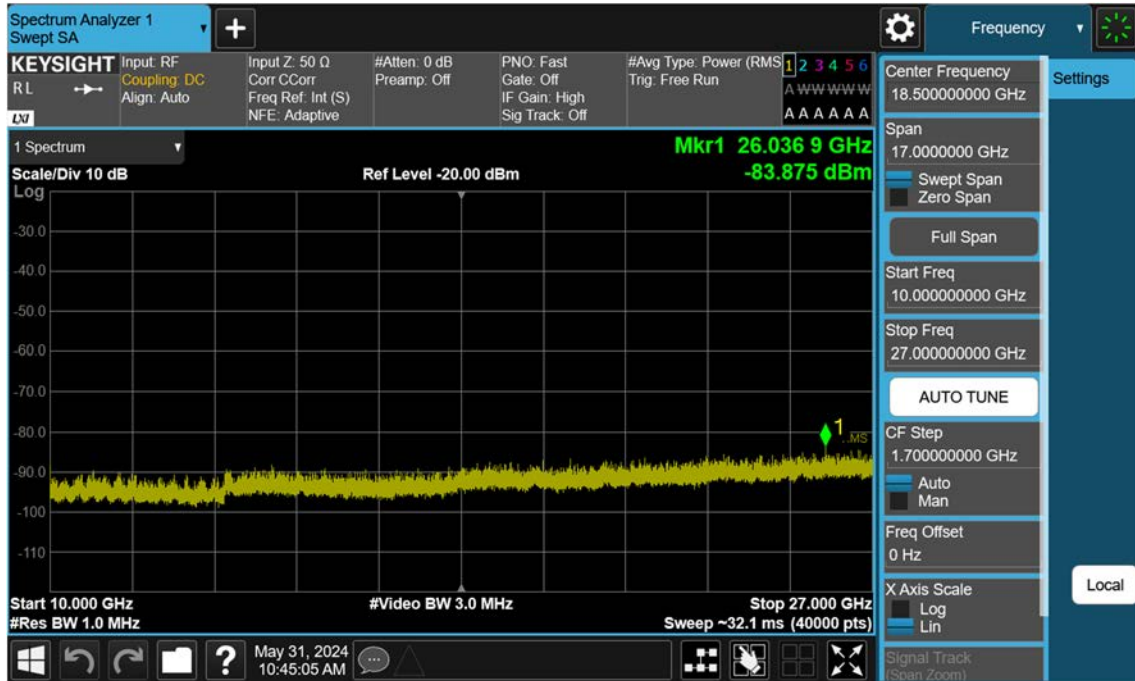 Spectrum Analyzer 1
Swept SA
Frequency
KEYSIGHT
R L
LXI
Input: RF
Coupling: DC
Align: Auto
Input Z: 50 Ω
Corr CCorr
Freq Ref: Int (S)
NFE: Adaptive
#Atten: 0 dB
Preamp: Off
PNO: Fast
Gate: Off
IF Gain: High
Sig Track: Off
#Avg Type: Power (RMS
Trig: Free Run
1 2 3 4 5 6
A W W W W W
A A A A A A
1 Spectrum
Mkr1 26.036 9 GHz
Scale/Div 10 dB
Ref Level -20.00 dBm
-83.875 dBm
Log
-30.0
-40.0
-50.0
-60.0
-70.0
-80.0
-90.0
-100
-110
1
..MS
Start 10.000 GHz
#Video BW 3.0 MHz
Stop 27.000 GHz
#Res BW 1.0 MHz
Sweep ~32.1 ms (40000 pts)
?
May 31, 2024
10:45:05 AM
Center Frequency
18.500000000 GHz
Settings
Span
17.0000000 GHz
Swept Span
Zero Span
Full Span
Start Freq
10.000000000 GHz
Stop Freq
27.000000000 GHz
AUTO TUNE
CF Step
1.700000000 GHz
Auto
Man
Freq Offset
0 Hz
X Axis Scale
Log
Lin
Local
Signal Track
(Span Zoom)